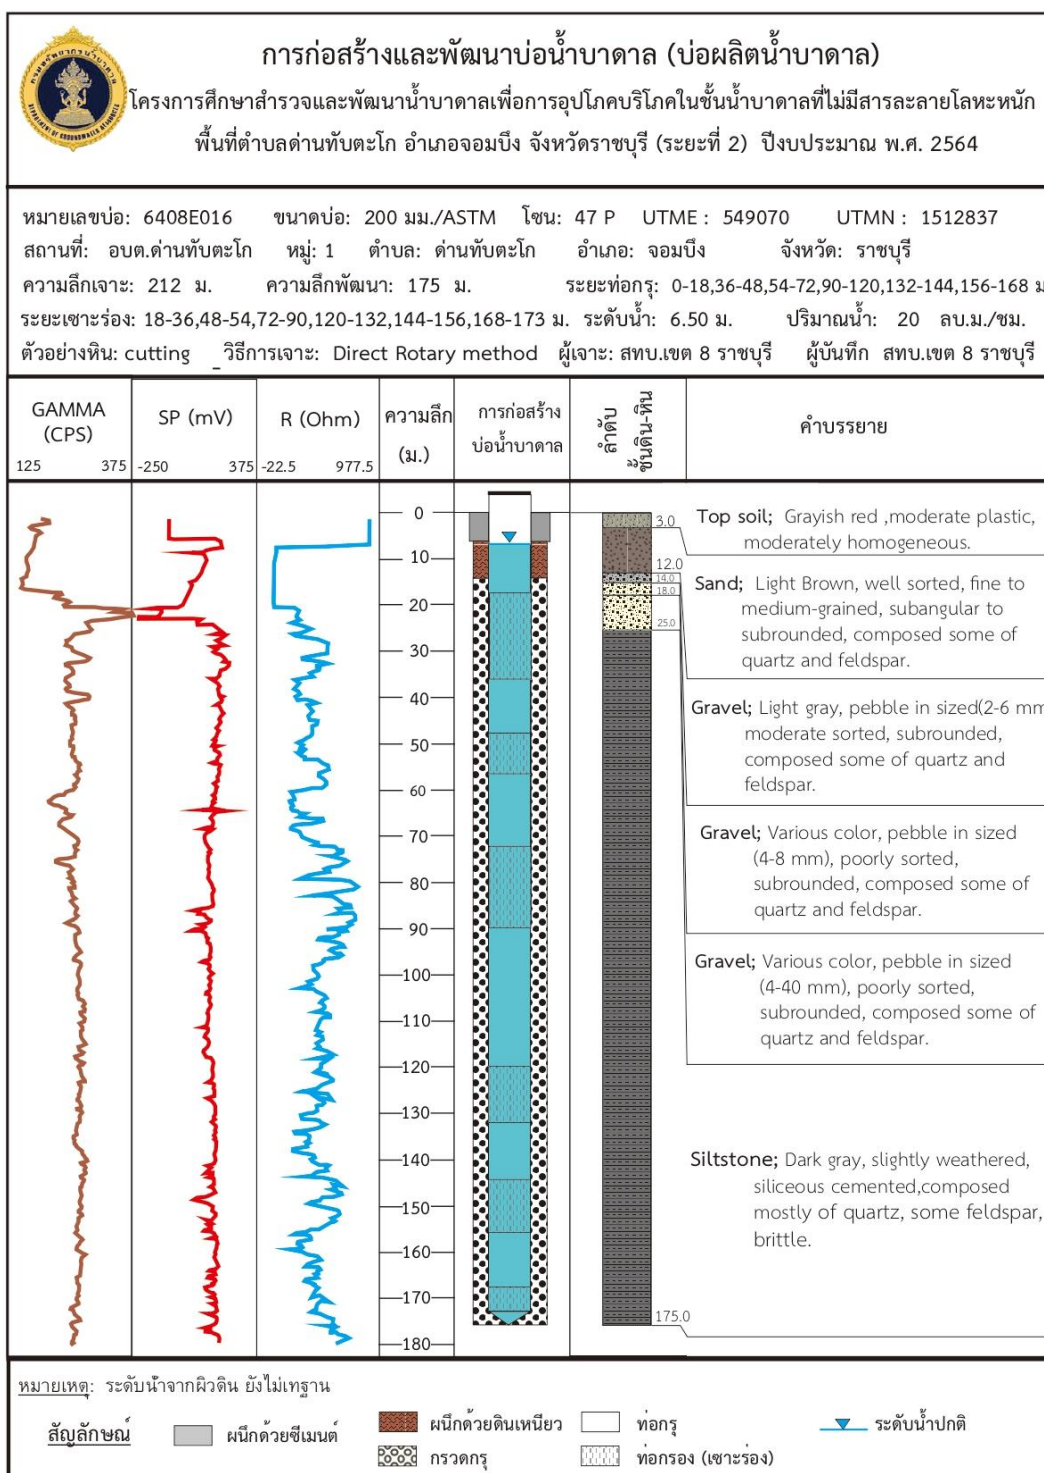 การก่อสร้างและพัฒนาบ่อน้ำบาดาล (บ่อผลิตน้ำบาดาล)
โครงการศึกษาสำรวจและพัฒนาน้ำบาดาลเพื่อการอุปโภคบริโภคในชั้นน้ำบาดาลที่ไม่มีสารละลายโลหะหนัก
พื้นที่ตำบลด่านทับตะโก อำเภอจอมบึง จังหวัดราชบุรี (ระยะที่ 2) ปีงบประมาณ พ.ศ. 2564
หมายเลขบ่อ: 6408E016 ขนาดบ่อ: 200 มม./ASTM โซน: 47 P UTME : 549070 UTMN : 1512837
สถานที่: อบต.ด่านทับตะโก หมู่: 1 ตำบล: ด่านทับตะโก อำเภอ: จอมบึง จังหวัด: ราชบุรี
ความลึกเจาะ: 212 ม. ความลึกพัฒนา: 175 ม. ระยะท่อกรุ: 0-18,36-48,54-72,90-120,132-144,156-168 ม
ระยะเซาะร่อง: 18-36,48-54,72-90,120-132,144-156,168-173 ม. ระดับน้ำ: 6.50 ม. ปริมาณน้ำ: 20 ลบ.ม./ชม.
ตัวอย่างหิน: cutting _ วิธีการเจาะ: Direct Rotary method ผู้เจาะ: สทบ.เขต 8 ราชบุรี ผู้บันทึก สทบ.เขต 8 ราชบุรี
GAMMA (CPS)
125 375
SP (mV)
-250 375
R (Ohm)
-22.5 977.5
ความลึก
(ม.)
การก่อสร้าง
บ่อน้ำบาดาล
ลำดับ
ชั้นดิน-หิน
คำบรรยาย
0
10
20
30
40
50
60
70
80
90
100
110
120
130
140
150
160
170
180
3.0
12.0
14.0
18.0
25.0
175.0
Top soil; Grayish red ,moderate plastic,
moderately homogeneous.
Sand; Light Brown, well sorted, fine to
medium-grained, subangular to
subrounded, composed some of
quartz and feldspar.
Gravel; Light gray, pebble in sized(2-6 mm
moderate sorted, subrounded,
composed some of quartz and
feldspar.
Gravel; Various color, pebble in sized
(4-8 mm), poorly sorted,
subrounded, composed some of
quartz and feldspar.
Gravel; Various color, pebble in sized
(4-40 mm), poorly sorted,
subrounded, composed some of
quartz and feldspar.
Siltstone; Dark gray, slightly weathered,
siliceous cemented,composed
mostly of quartz, some feldspar,
brittle.
หมายเหตุ: ระดับน้ำจากผิวดิน ยังไม่เทฐาน
สัญลักษณ์
ผนึกด้วยซีเมนต์
ผนึกด้วยดินเหนียว
ท่อกรุ
ระดับน้ำปกติ
กรวดกรุ
ท่อกรอง (เซาะร่อง)